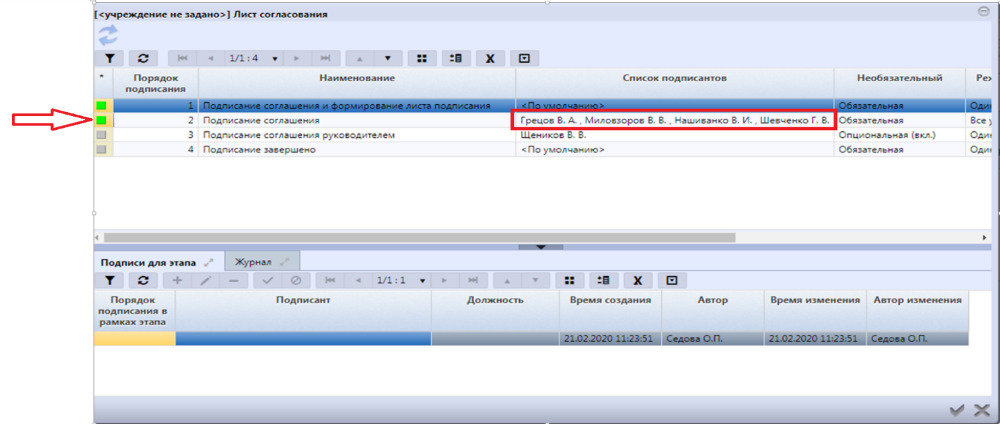 [<учреждение не задано>] Лист согласования
1/1 : 4
X
* Порядок подписания Наименование Список подписантов Необязательный
1 Подписание соглашения и формирование листа подписания <По умолчанию> Обязательная
2 Подписание соглашения Грецов В. А. , Миловзоров В. В. , Нашиванко В. И. , Шевченко Г. В. Обязательная Все у
3 Подписание соглашения руководителем Щеников В. В. Опциональная (вкл.)
4 Подписание завершено <По умолчанию> Обязательная
Подписи для этапа Журнал
1/1 : 1
X
Порядок подписания в рамках этапа Подписант Должность Время создания Автор Время изменения Автор изменения
21.02.2020 11:23:51 Седова О.П. 21.02.2020 11:23:51 Седова О.П.